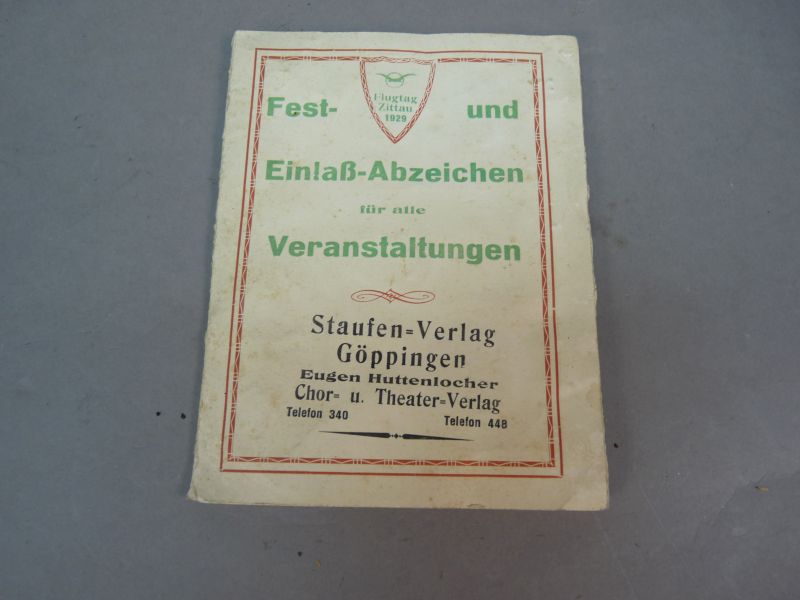 Flugtag
Zittau
1929
Fest- und
Einlaß-Abzeichen
für alle
Veranstaltungen
Staufen=Verlag
Göppingen
Eugen Huttenlocher
Chor= u. Theater=Verlag
Telefon 340 Telefon 448